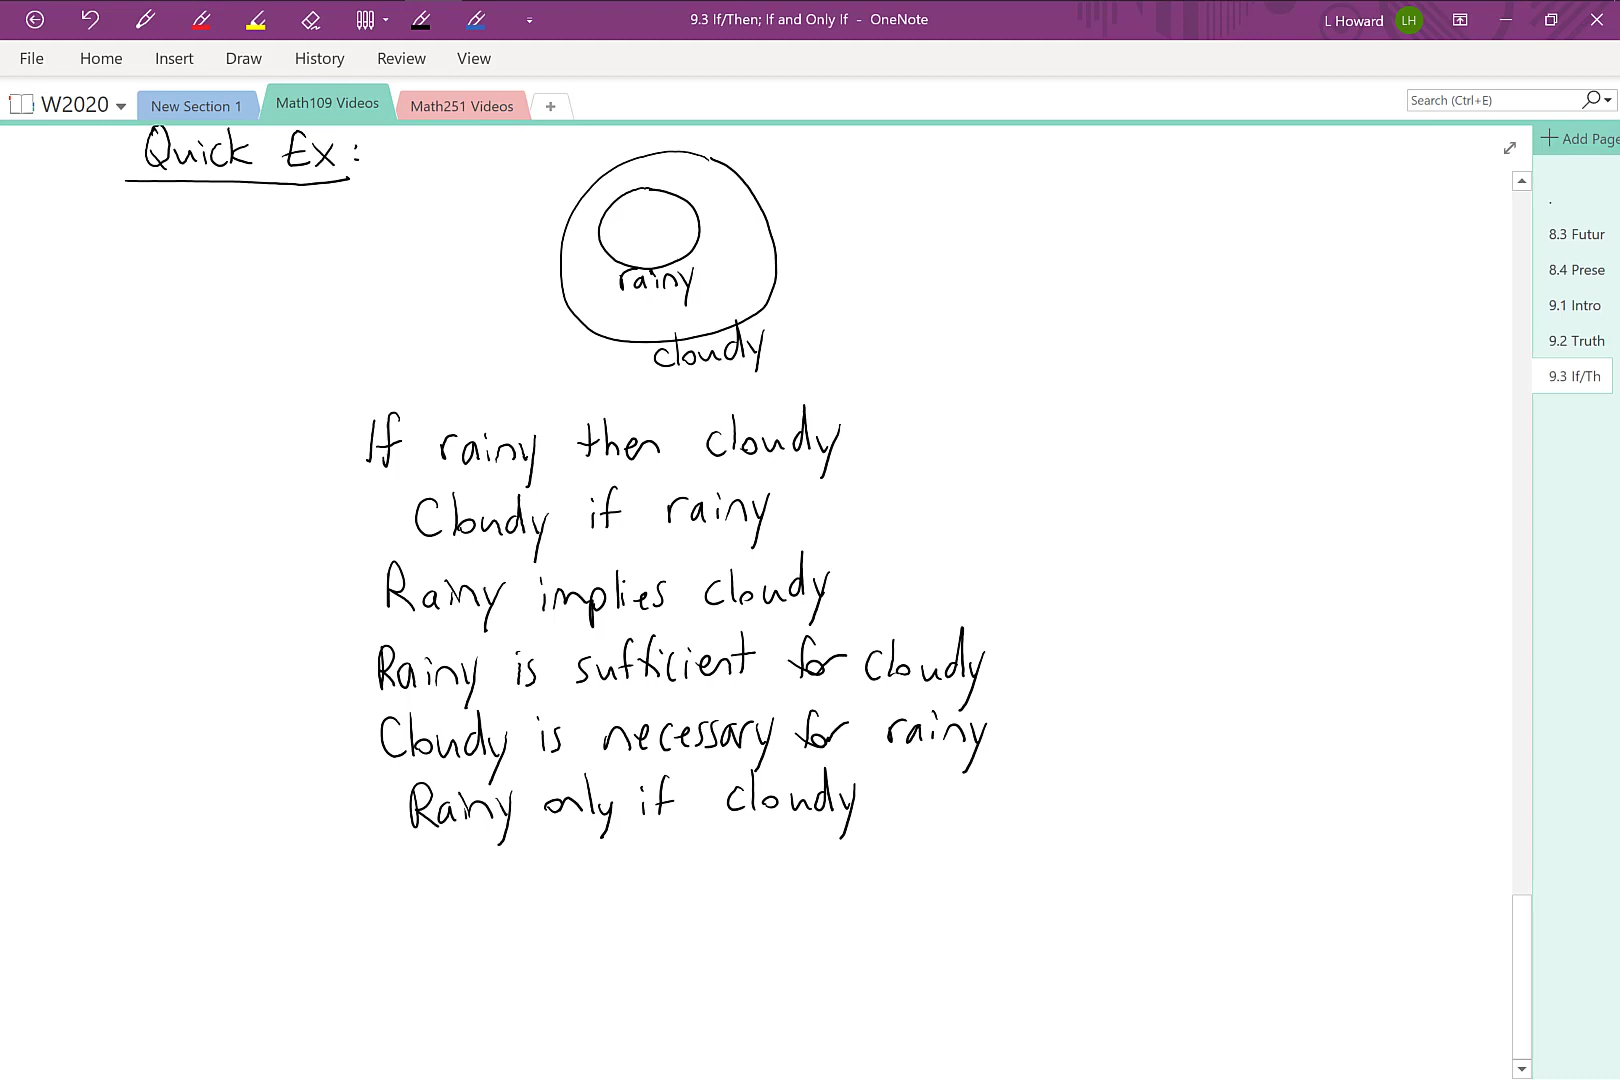 9.3 If/Then; If and Only If - OneNote
L Howard
LH
File
Home
Insert
Draw
History
Review
View
W2020
New Section 1
Math109 Videos
Math251 Videos
Search (Ctrl+E)
Add Page
8.3 Futur
8.4 Prese
9.1 Intro
9.2 Truth
9.3 If/Th
Quick Ex:
rainy
cloudy
If rainy then cloudy
Cloudy if rainy
Rainy implies cloudy
Rainy is sufficient for cloudy
Cloudy is necessary for rainy
Rainy only if cloudy